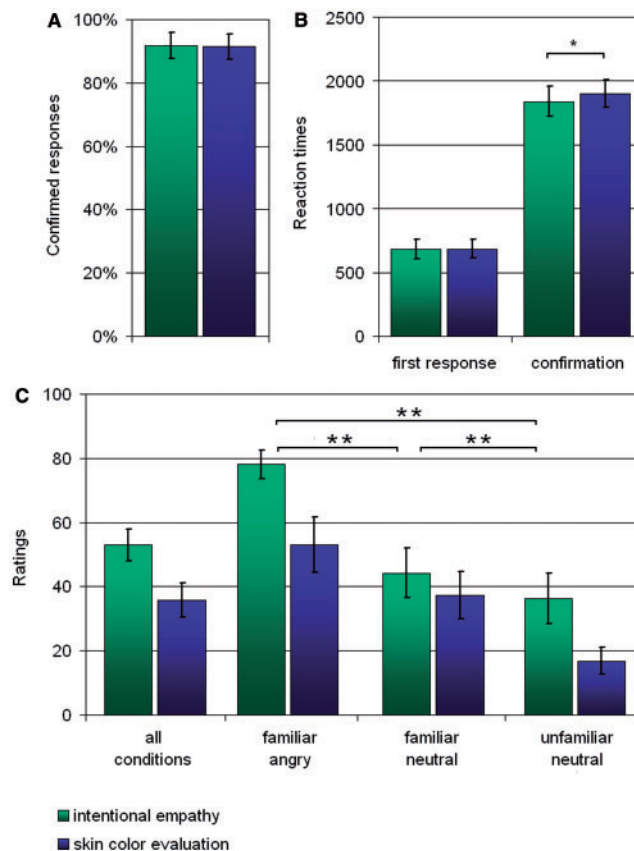 A
100%
80%
60%
40%
20%
0%
Confirmed responses
B
2500
2000
1500
1000
500
0
Reaction times
*
first response
confirmation
C
100
80
60
40
20
0
Ratings
**
**
**
all
conditions
familiar
angry
familiar
neutral
unfamiliar
neutral
intentional empathy
skin color evaluation